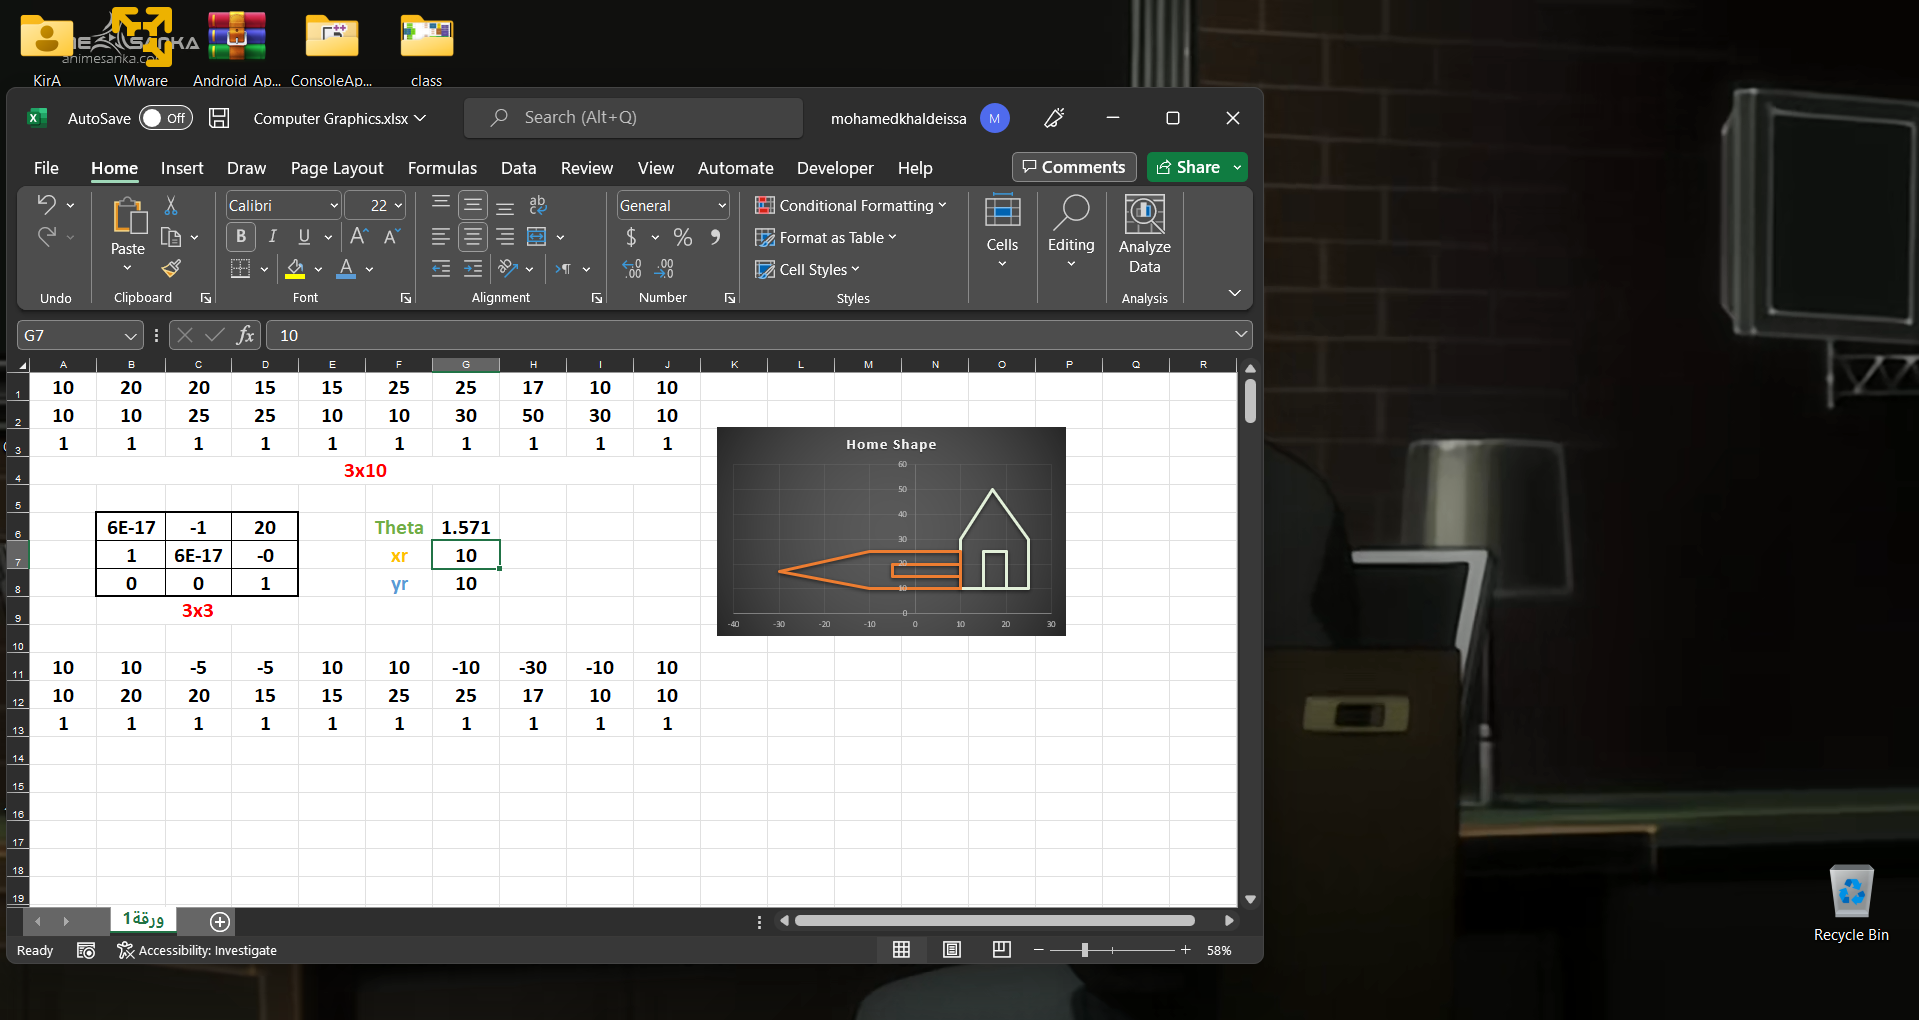 KirA
VMware
Android_Ap...
ConsoleAp...
class
animesanka.co
AutoSave Off Computer Graphics.xlsx Search (Alt+Q) mohamedkhaldeissa M
File Home Insert Draw Page Layout Formulas Data Review View Automate Developer Help Comments Share
Calibri 22 General Conditional Formatting
Paste B I U $ % Format as Table Cells Editing Analyze Data
Cell Styles
Undo Clipboard Font Alignment Number Styles Analysis
G7 fx 10
A B C D E F G H I J K L M N O P Q R
1 10 20 20 15 15 25 25 17 10 10
2 10 10 25 25 10 10 30 50 30 10
3 1 1 1 1 1 1 1 1 1 1
4 3x10
5
6 6E-17 -1 20 Theta 1.571
7 1 6E-17 -0 xr 10
8 0 0 1 yr 10
9 3x3
10
11 10 10 -5 -5 10 10 -10 -30 -10 10
12 10 20 20 15 15 25 25 17 10 10
13 1 1 1 1 1 1 1 1 1 1
14
15
16
17
18
19
Home Shape
60
50
40
30
20
10
0
-40 -30 -20 -10 0 10 20 30
ورقة1
Ready Accessibility: Investigate 58%
Recycle Bin